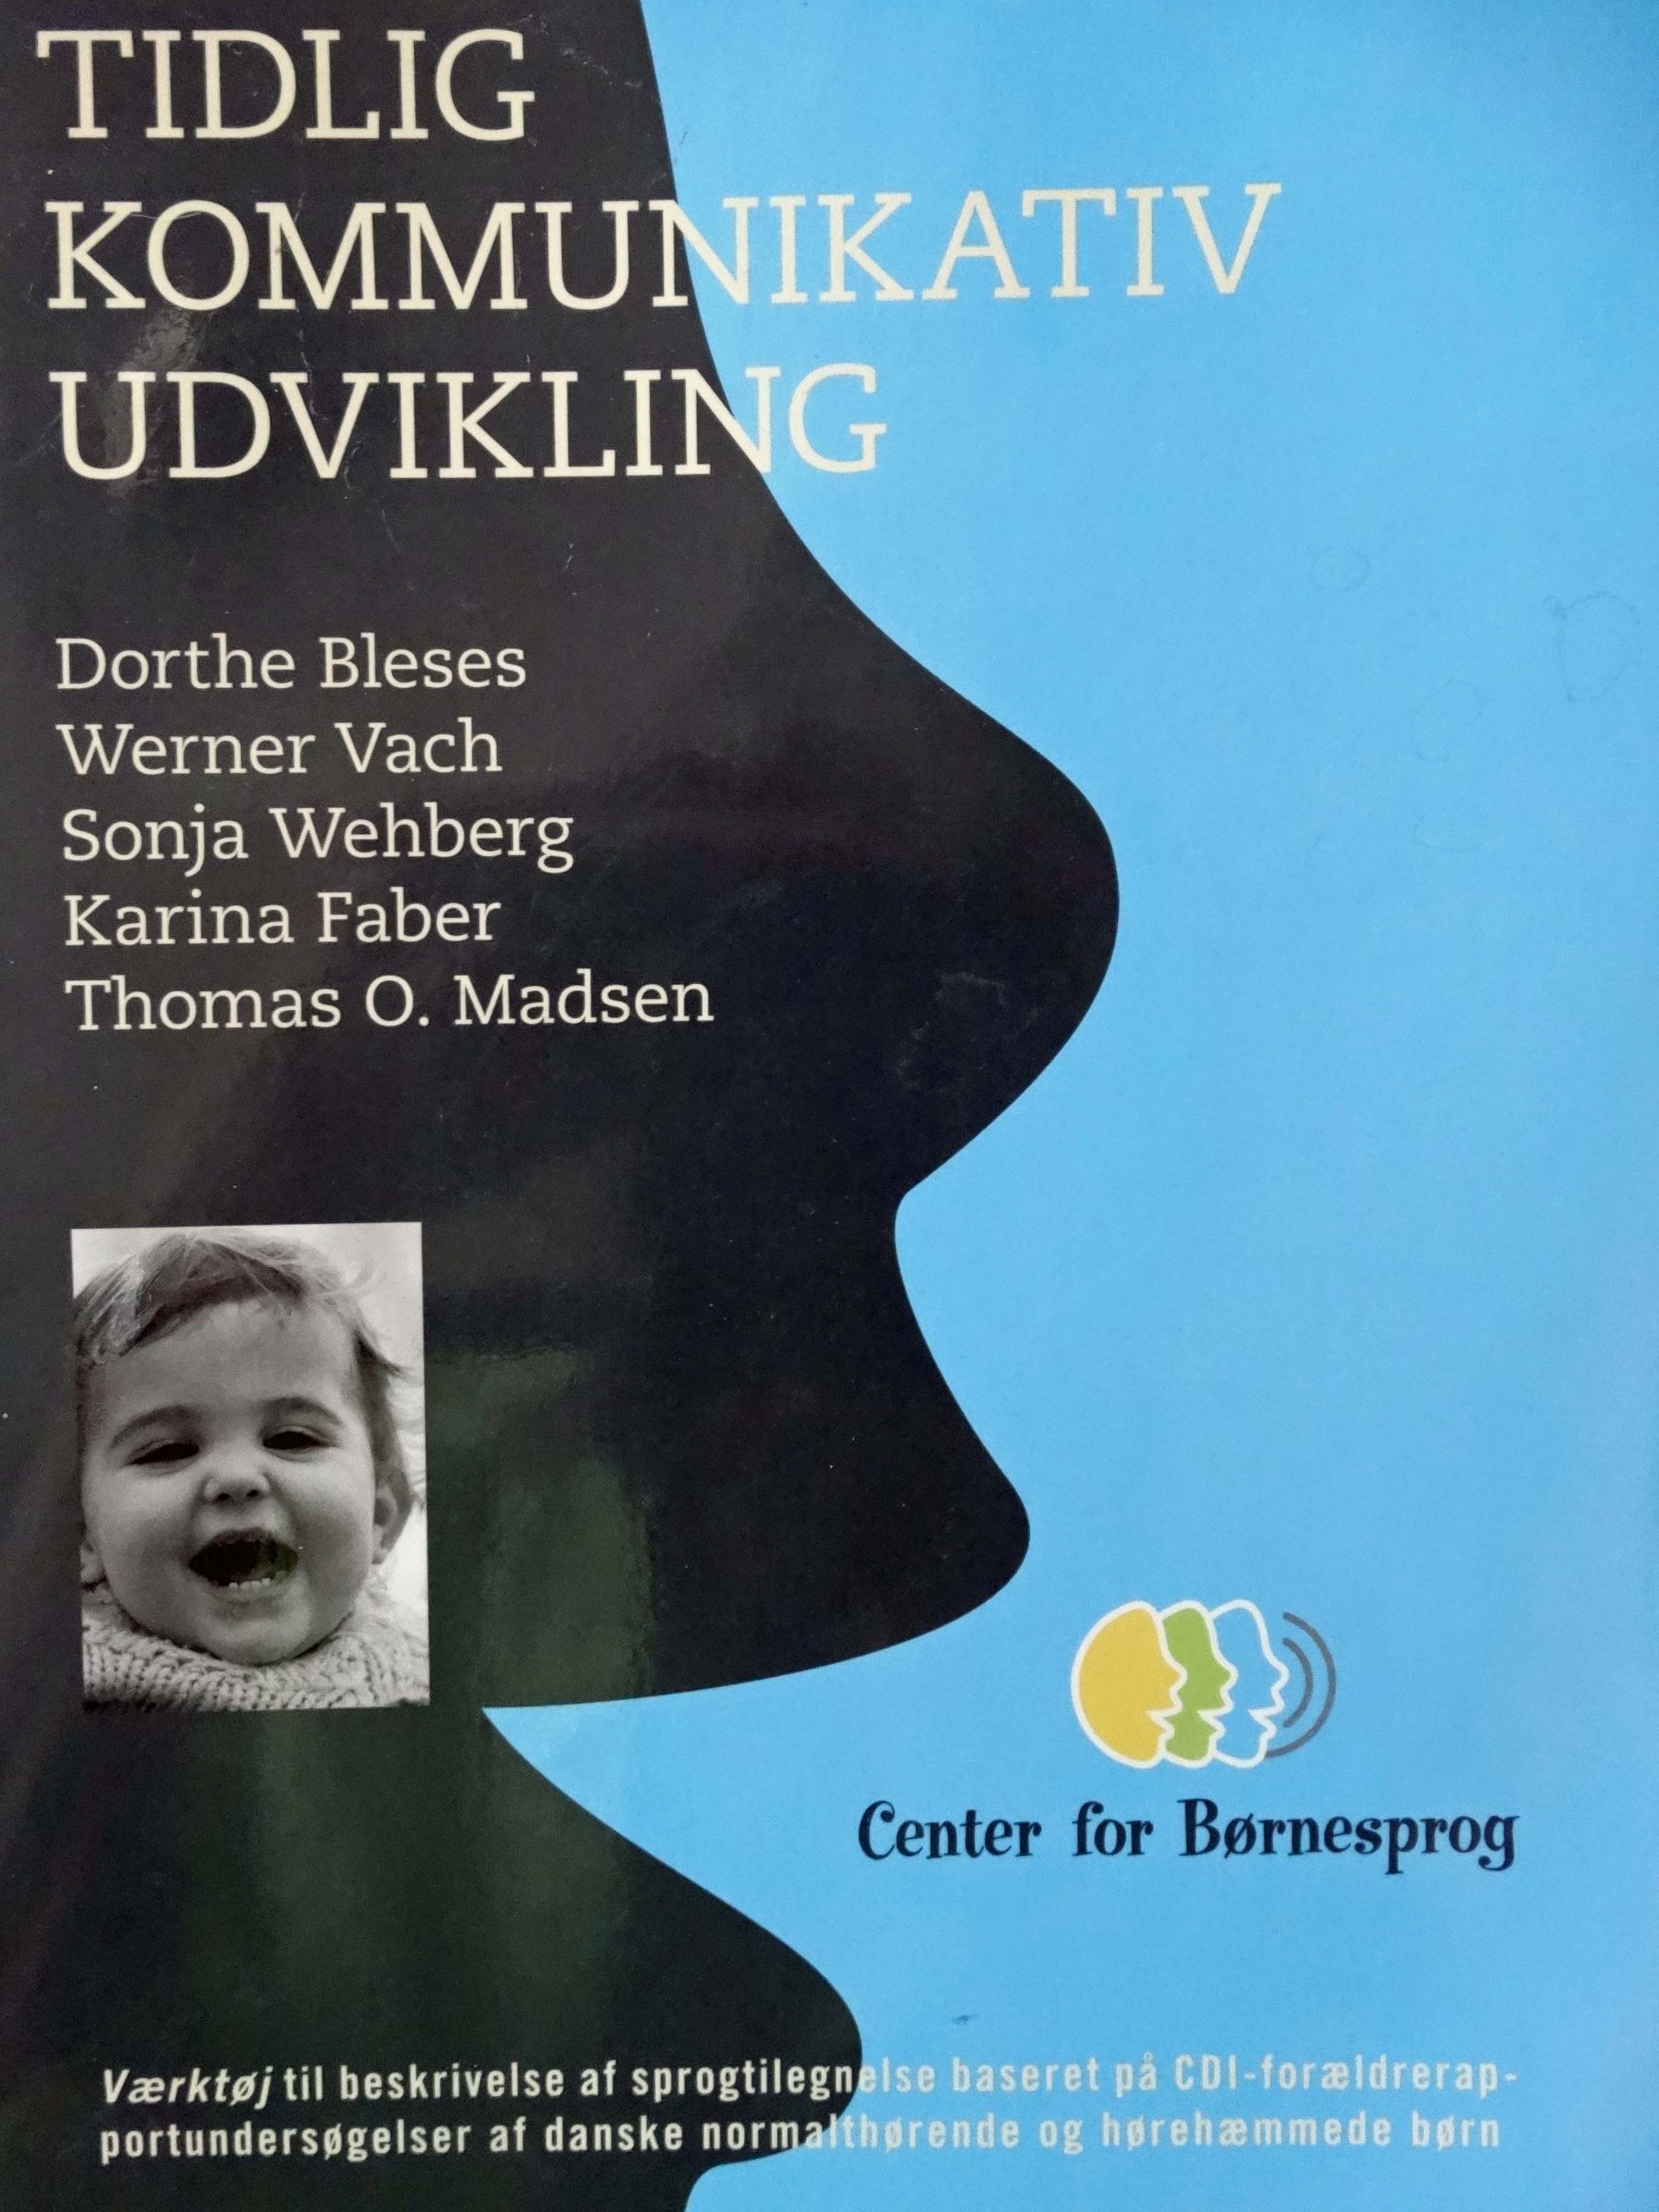 TIDLIG
KOMMUNIKATIV
UDVIKLING
Dorthe Bleses
Werner Vach
Sonja Wehberg
Karina Faber
Thomas O. Madsen
Center for Børnesprog
Værktøj til beskrivelse af sprogtilegnelse baseret på CDI-forældrerap-
portundersøgelser af danske normalthørende og hørehæmmede børn